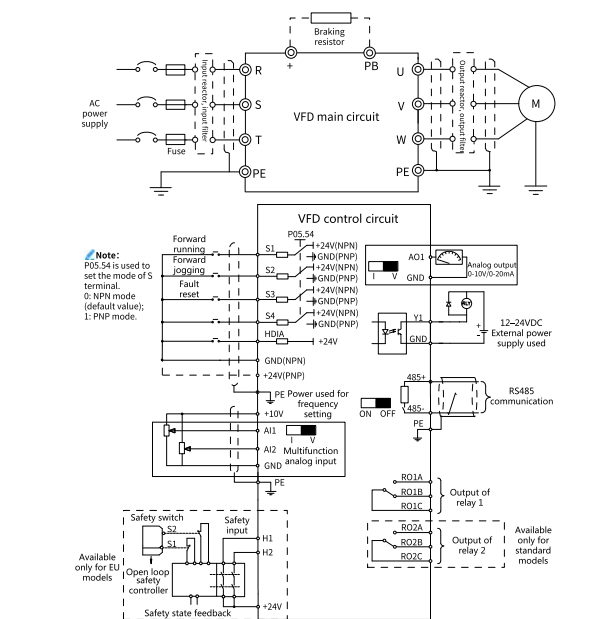 Braking
resistor
+
PB
Input reactor, input filter
Output reactor, output filter
R
S
T
PE
U
V
W
PE
AC
power
supply
Fuse
VFD main circuit
M
VFD control circuit
Note:
P05.54 is used to
set the mode of S
terminal.
0: NPN mode
(default value);
1: PNP mode.
Forward
running
Forward
jogging
Fault
reset
P05.54
S1
+24V(NPN)
GND(PNP)
S2
+24V(NPN)
GND(PNP)
S3
+24V(NPN)
GND(PNP)
S4
+24V(NPN)
GND(PNP)
HDIA
+24V
GND(NPN)
+24V(PNP)
PE
Power used for
frequency
setting
+10V
AI1
I V
AI2
Multifunction
analog input
GND
PE
AO1
I V
GND
Analog output
0-10V/0-20mA
Y1
GND
RLY
+
-
12–24VDC
External power
supply used
485+
ON OFF
485-
PE
RS485
communication
RO1A
RO1B
RO1C
Output of
relay 1
RO2A
RO2B
RO2C
Output of
relay 2
Available
only for
standard
models
Safety switch
S2
S1
Safety
input
H1
H2
Available
only for EU
models
Open loop
safety
controller
+24V
Safety state feedback